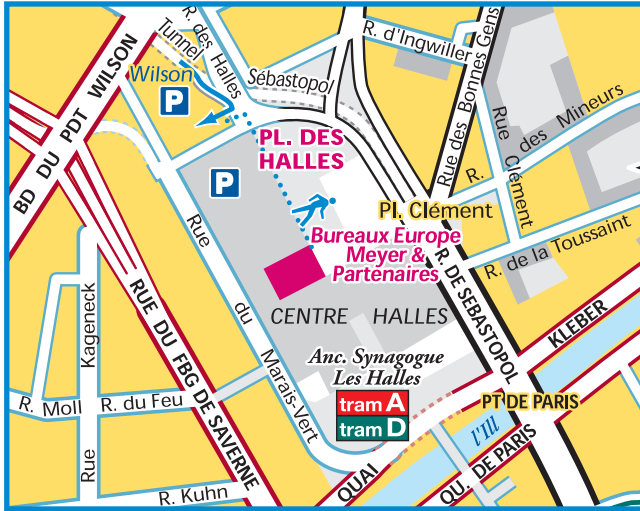 BD DU PDT WILSON
Tunnel
R. des Halles
Wilson
P
Sébastopol
R. d'Ingwiller
Rue des Bonnes Gens
Rue Clément
R. des Mineurs
PL. DES
HALLES
P
Pl. Clément
Bureaux Europe
Meyer &
Partenaires
R. de la Toussaint
R. DE SEBASTOPOL
Rue du Marais-Vert
CENTRE HALLES
Rue Kageneck
RUE DU FBG DE SAVERNE
KLEBER
Anc. Synagogue
Les Halles
tram A
tram D
PT DE PARIS
l'Ill
R. Moll
R. du Feu
QUAI
QU. DE PARIS
R. Kuhn